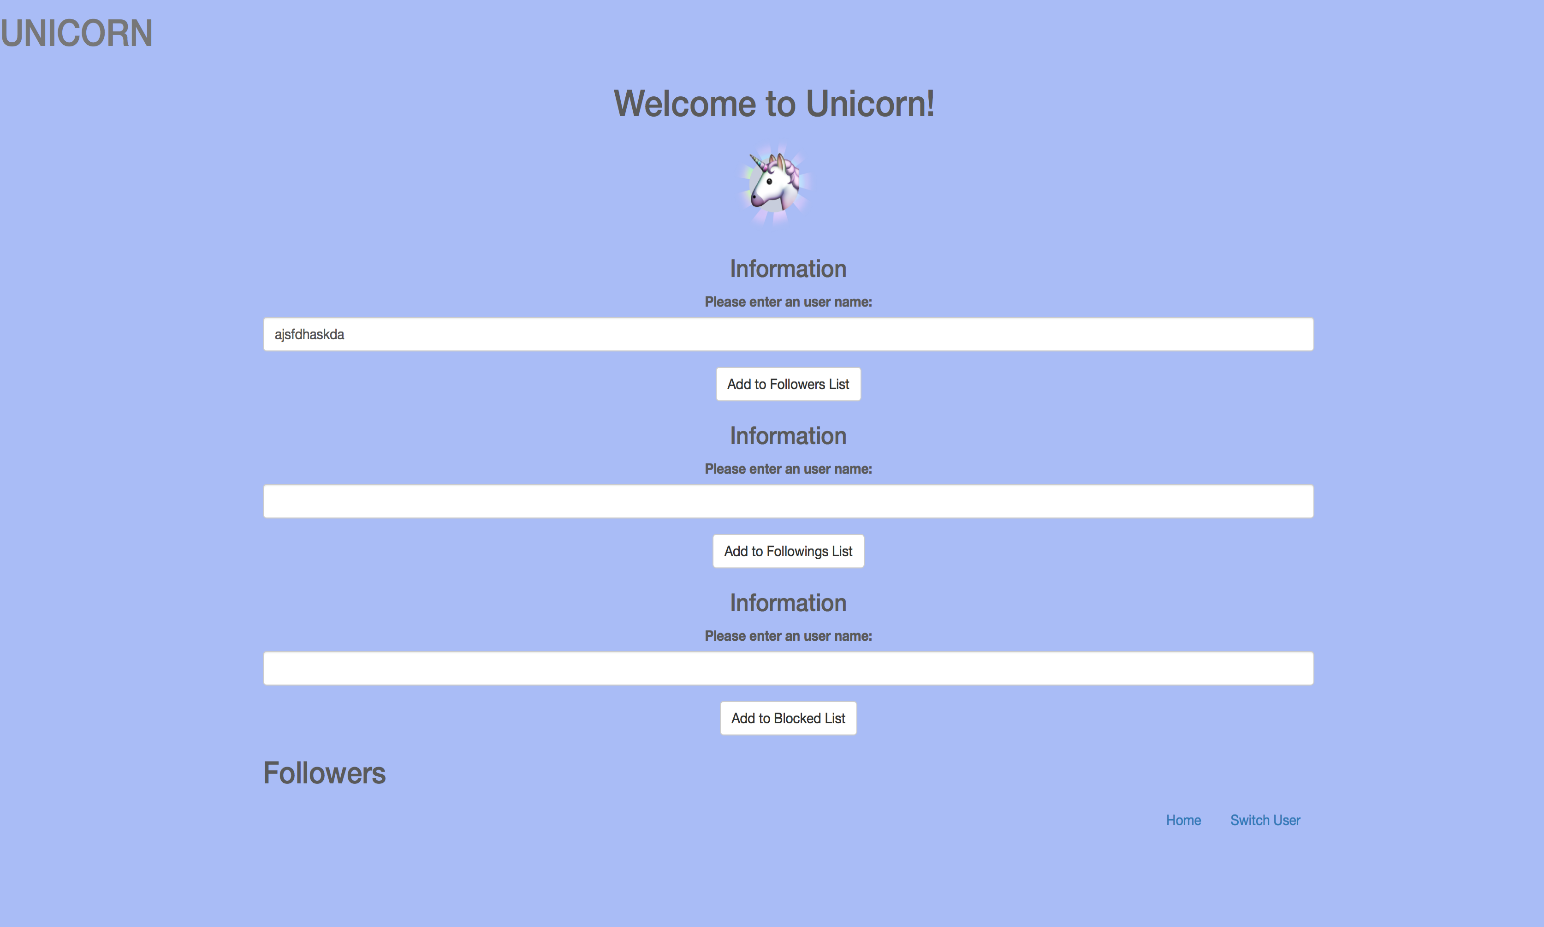 UNICORN
Welcome to Unicorn!
Information
Please enter an user name:
ajsfdhaskda
Add to Followers List
Information
Please enter an user name:
Add to Followings List
Information
Please enter an user name:
Add to Blocked List
Followers
Home Switch User